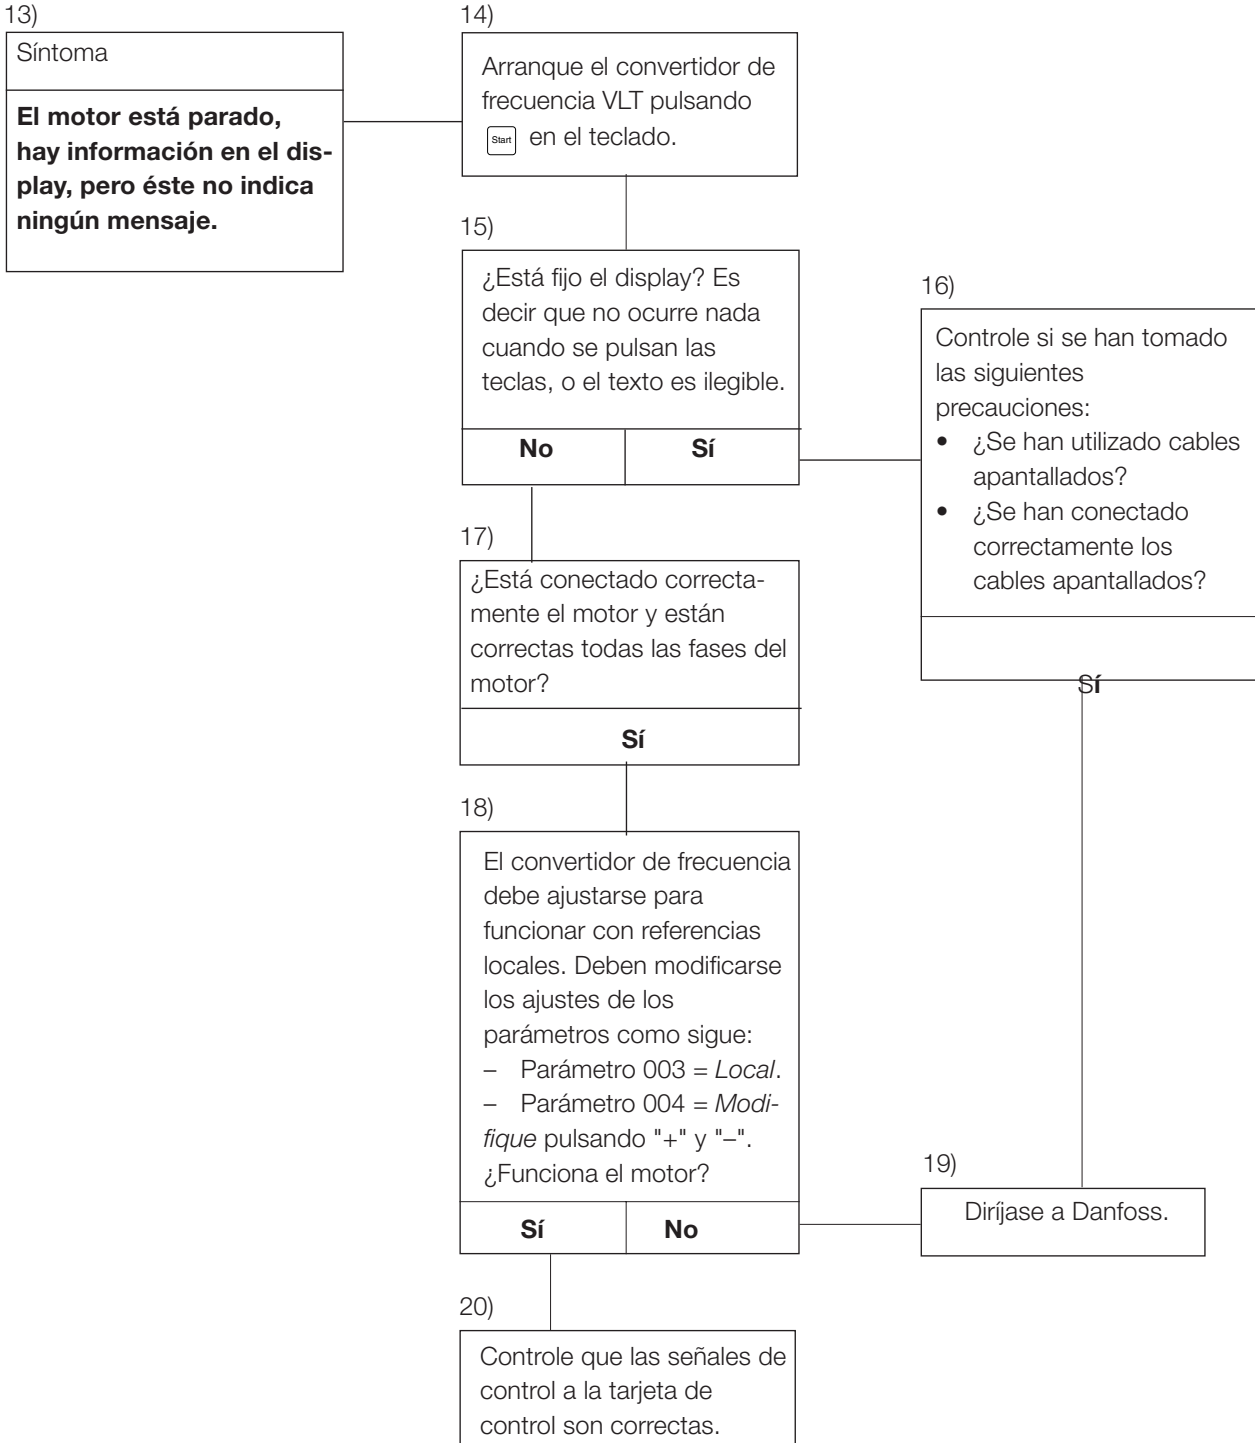 13)
Síntoma
El motor está parado,
hay información en el dis-
play, pero éste no indica
ningún mensaje.
14)
Arranque el convertidor de
frecuencia VLT pulsando
Start en el teclado.
15)
¿Está fijo el display? Es
decir que no ocurre nada
cuando se pulsan las
teclas, o el texto es ilegible.
No
Sí
16)
Controle si se han tomado
las siguientes
precauciones:
• ¿Se han utilizado cables
apantallados?
• ¿Se han conectado
correctamente los
cables apantallados?
Sí
17)
¿Está conectado correcta-
mente el motor y están
correctas todas las fases del
motor?
Sí
18)
El convertidor de frecuencia
debe ajustarse para
funcionar con referencias
locales. Deben modificarse
los ajustes de los
parámetros como sigue:
– Parámetro 003 = Local.
– Parámetro 004 = Modi-
fique pulsando "+" y "–".
¿Funciona el motor?
Sí
No
19)
Diríjase a Danfoss.
20)
Controle que las señales de
control a la tarjeta de
control son correctas.